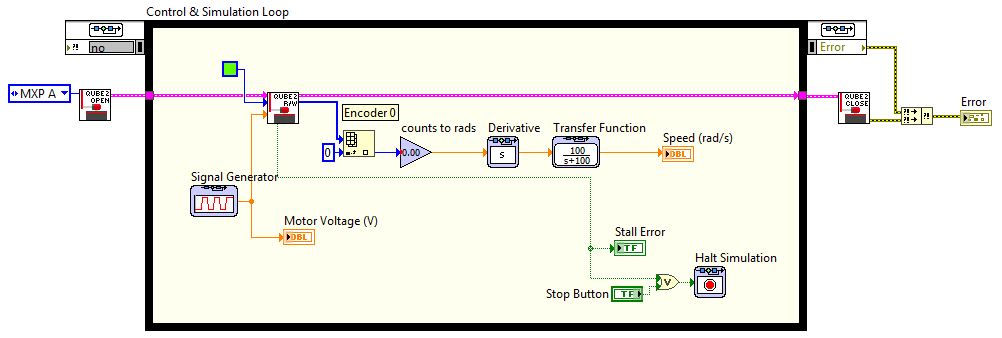 Control & Simulation Loop
?!
no
Error
MXP A
QUBE2
OPEN
QUBE2
R/W
QUBE2
CLOSE
?!
?!
?!
Error
Encoder 0
counts to rads
Derivative
Transfer Function
0
0.00
s
100
s+100
Speed (rad/s)
DBL
Signal Generator
Motor Voltage (V)
DBL
Stall Error
TF
Halt Simulation
V
Stop Button
TF